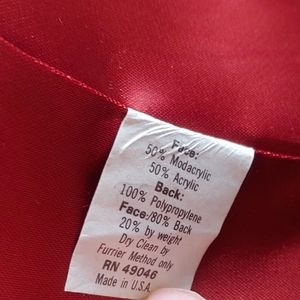 Face:
50% Modacrylic
50% Acrylic
Back:
100% Polypropylene
Face:/80% Back
20% by weight
Dry Clean by
Furrier Method only
RN 49046
Made in U.S.A.